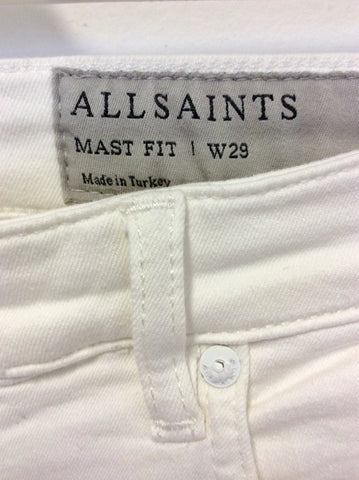 ALLSAINTS
MAST FIT | W29
Made in Turkey